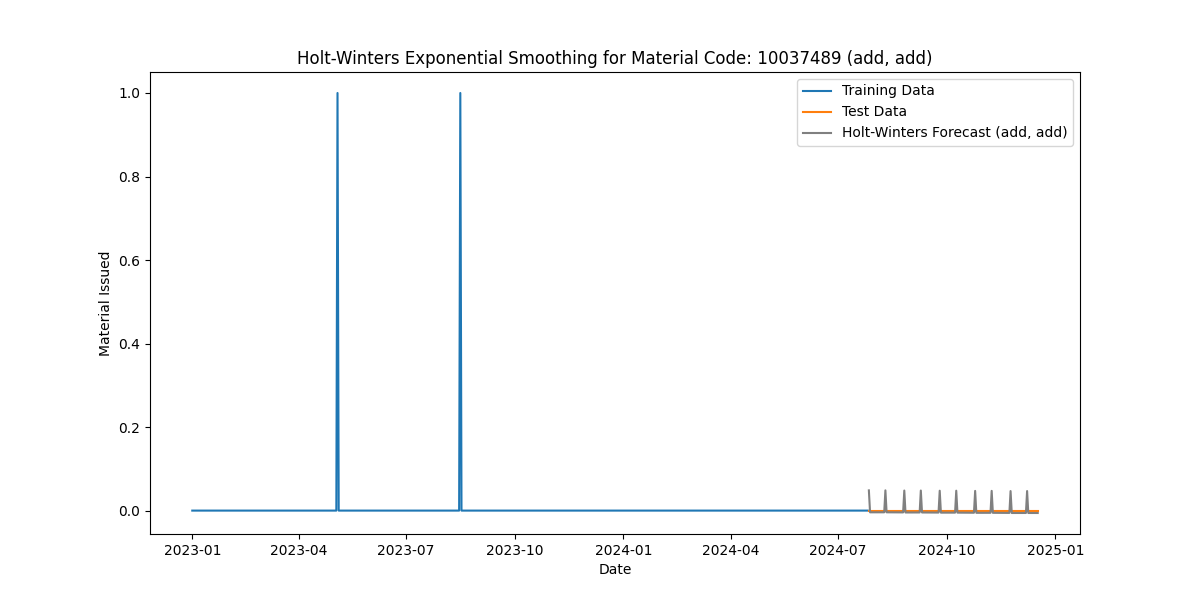 Holt-Winters Exponential Smoothing for Material Code: 10037489 (add, add)
Training Data
Test Data
Holt-Winters Forecast (add, add)
Material Issued
1.0
0.8
0.6
0.4
0.2
0.0
2023-01
2023-04
2023-07
2023-10
2024-01
2024-04
2024-07
2024-10
2025-01
Date